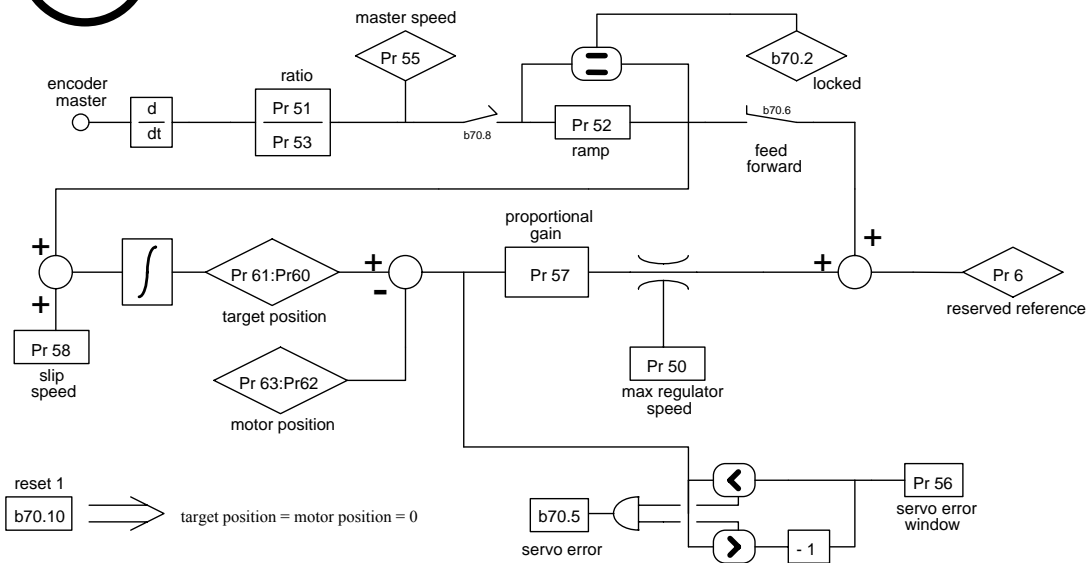 master speed
Pr 55
b70.2
locked
encoder
master
d
dt
ratio
Pr 51
Pr 53
b70.8
=
Pr 52
ramp
b70.6
feed
forward
+
+
Pr 58
slip
speed
∫
Pr 61:Pr60
target position
+
-
Pr 63:Pr62
motor position
proportional
gain
Pr 57
Pr 50
max regulator
speed
+
+
Pr 6
reserved reference
reset 1
b70.10
target position = motor position = 0
b70.5
servo error
<
>
- 1
Pr 56
servo error
window